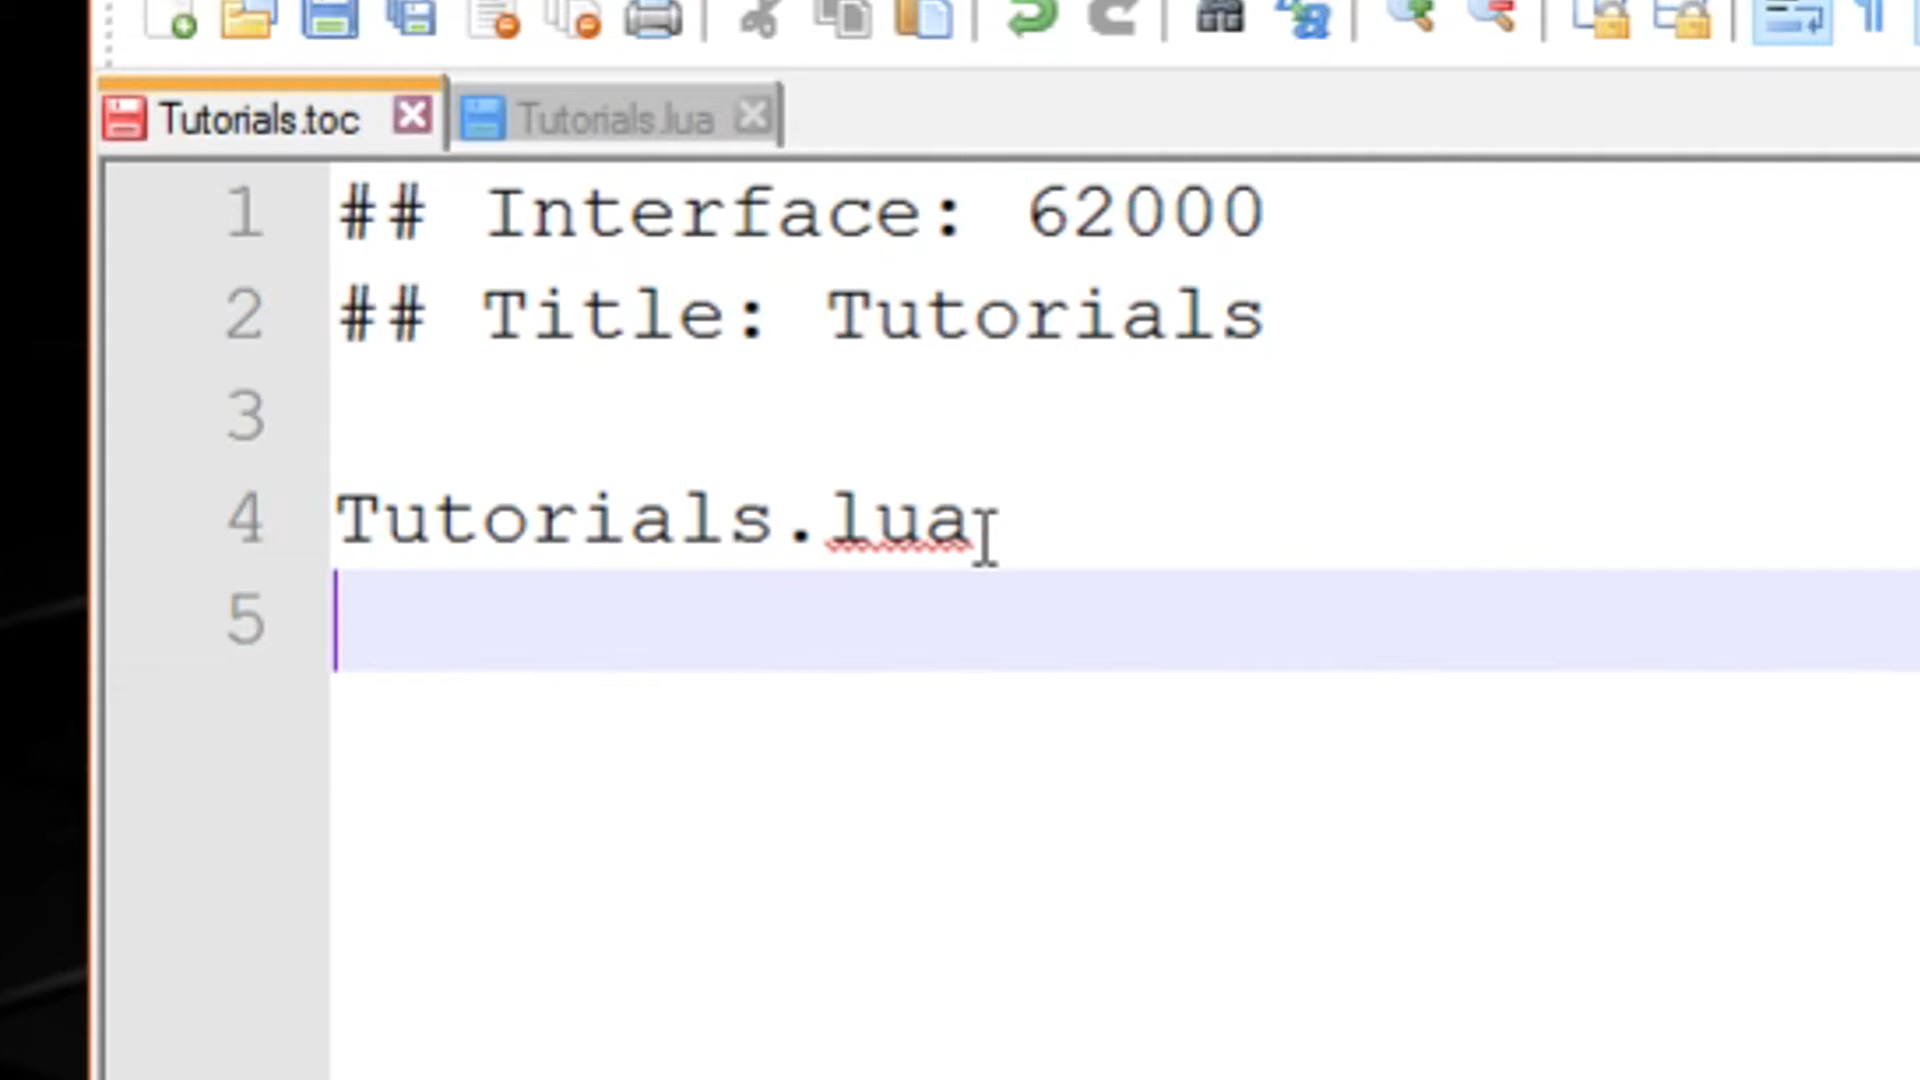 Tutorials.toc Tutorials.lua
1 ## Interface: 62000
2 ## Title: Tutorials
3
4 Tutorials.lua
5